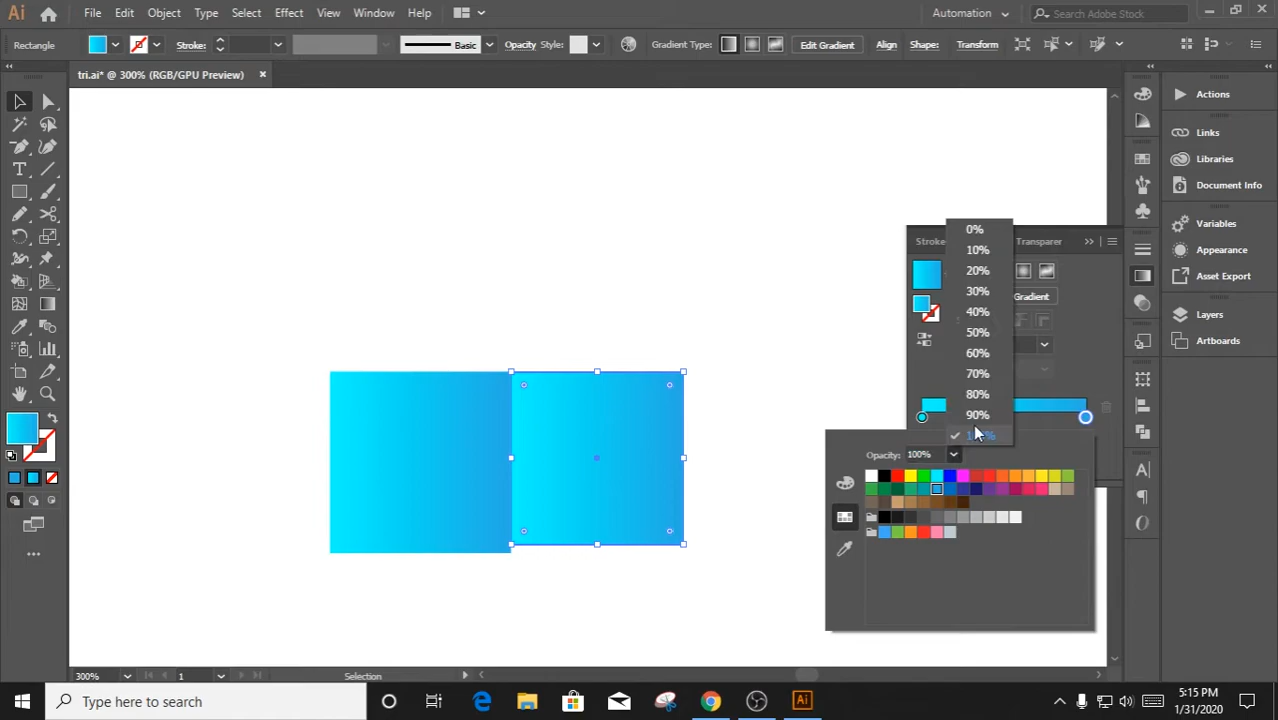 Ai File Edit Object Type Select Effect View Window Help Automation Search Adobe Stock
Rectangle Stroke: Basic Opacity Style: Gradient Type: Edit Gradient Align Shape: Transform
tri.ai* @ 300% (RGB/GPU Preview)
Actions
Links
Libraries
Document Info
Variables
Appearance
Asset Export
Layers
Artboards
Stroke Transparer
Gradient
0%
10%
20%
30%
40%
50%
60%
70%
80%
90%
Opacity: 100%
300% 1 Selection
Type here to search
Ai
5:15 PM
1/31/2020